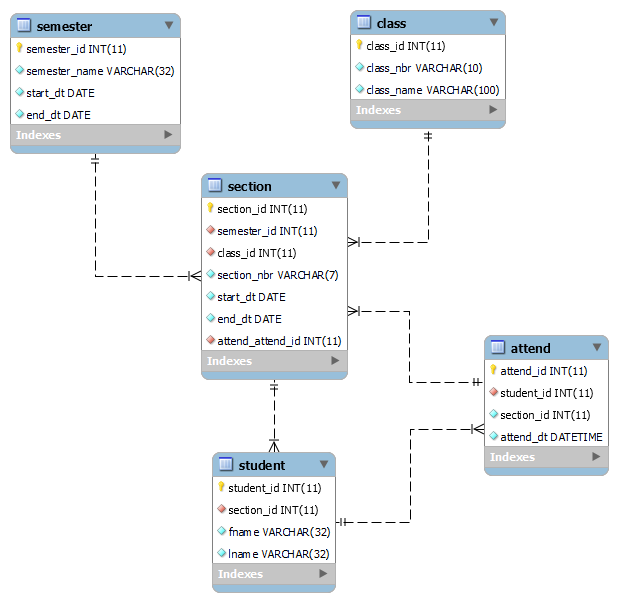 semester
semester_id INT(11)
semester_name VARCHAR(32)
start_dt DATE
end_dt DATE
Indexes
class
class_id INT(11)
class_nbr VARCHAR(10)
class_name VARCHAR(100)
Indexes
section
section_id INT(11)
semester_id INT(11)
class_id INT(11)
section_nbr VARCHAR(7)
start_dt DATE
end_dt DATE
attend_attend_id INT(11)
Indexes
attend
attend_id INT(11)
student_id INT(11)
section_id INT(11)
attend_dt DATETIME
Indexes
student
student_id INT(11)
section_id INT(11)
fname VARCHAR(32)
lname VARCHAR(32)
Indexes